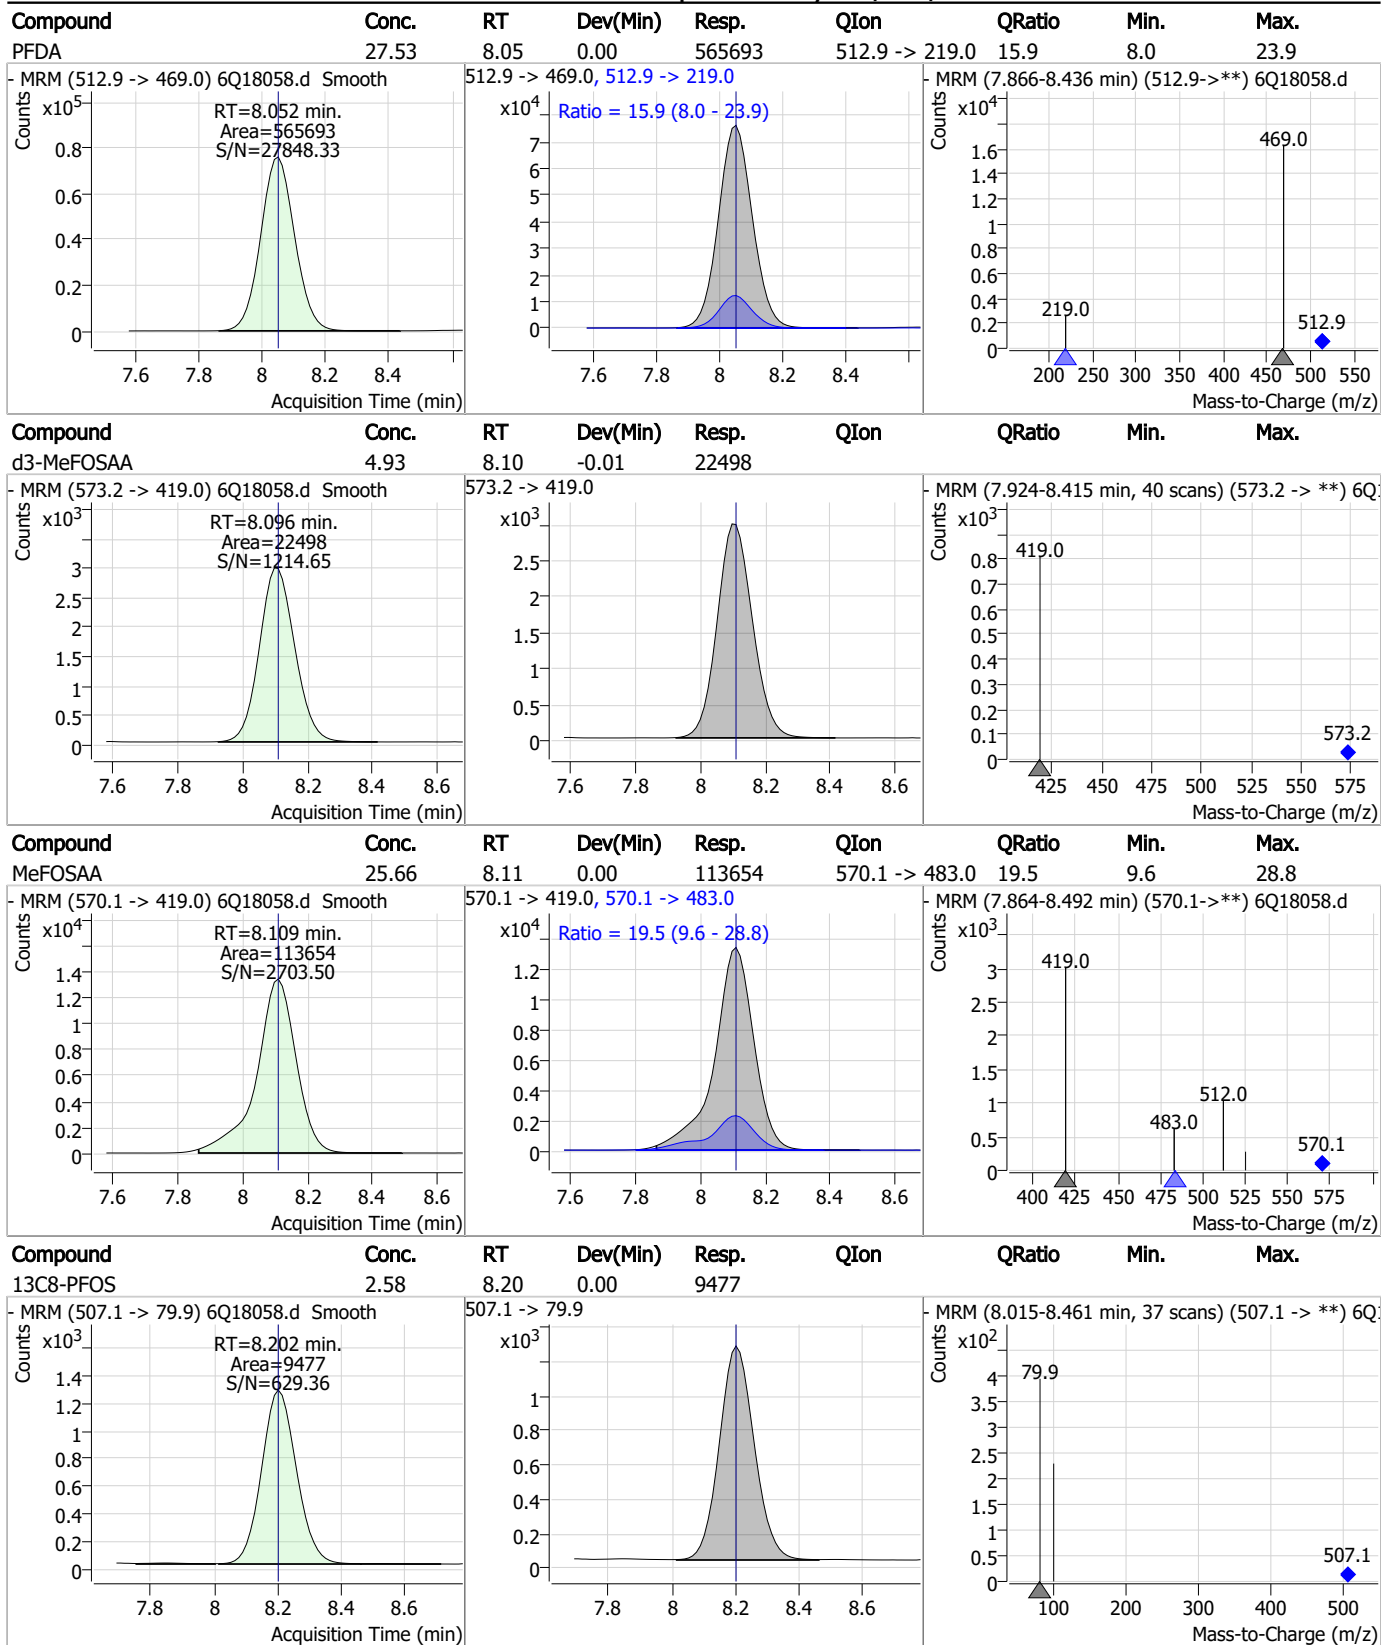 Compound Conc. RT Dev(Min) Resp. QIon QRatio Min. Max.
PFDA 27.53 8.05 0.00 565693 512.9 -> 219.0 15.9 8.0 23.9
- MRM (512.9 -> 469.0) 6Q18058.d Smooth
Counts
x10^5
RT=8.052 min.
Area=565693
S/N=27848.33
0.8
0.6
0.4
0.2
0
7.6 7.8 8 8.2 8.4
Acquisition Time (min)
512.9 -> 469.0, 512.9 -> 219.0
x10^4
Ratio = 15.9 (8.0 - 23.9)
7
6
5
4
3
2
1
0
7.6 7.8 8 8.2 8.4
- MRM (7.866-8.436 min) (512.9->**) 6Q18058.d
Counts
x10^4
1.6
1.4
1.2
1
0.8
0.6
0.4
0.2
0
219.0
469.0
512.9
200 250 300 350 400 450 500 550
Mass-to-Charge (m/z)
Compound Conc. RT Dev(Min) Resp. QIon QRatio Min. Max.
d3-MeFOSAA 4.93 8.10 -0.01 22498
- MRM (573.2 -> 419.0) 6Q18058.d Smooth
Counts
x10^3
RT=8.096 min.
Area=22498
S/N=1214.65
3
2.5
2
1.5
1
0.5
0
7.6 7.8 8 8.2 8.4 8.6
Acquisition Time (min)
573.2 -> 419.0
x10^3
2.5
2
1.5
1
0.5
0
7.6 7.8 8 8.2 8.4 8.6
- MRM (7.924-8.415 min, 40 scans) (573.2 -> **) 6Q
Counts
x10^3
0.8
0.7
0.6
0.5
0.4
0.3
0.2
0.1
0
419.0
573.2
425 450 475 500 525 550 575
Mass-to-Charge (m/z)
Compound Conc. RT Dev(Min) Resp. QIon QRatio Min. Max.
MeFOSAA 25.66 8.11 0.00 113654 570.1 -> 483.0 19.5 9.6 28.8
- MRM (570.1 -> 419.0) 6Q18058.d Smooth
Counts
x10^4
RT=8.109 min.
Area=113654
S/N=2703.50
1.4
1.2
1
0.8
0.6
0.4
0.2
0
7.6 7.8 8 8.2 8.4 8.6
Acquisition Time (min)
570.1 -> 419.0, 570.1 -> 483.0
x10^4
Ratio = 19.5 (9.6 - 28.8)
1.2
1
0.8
0.6
0.4
0.2
0
7.6 7.8 8 8.2 8.4 8.6
- MRM (7.864-8.492 min) (570.1->**) 6Q18058.d
Counts
x10^3
3
2.5
2
1.5
1
0.5
0
419.0
483.0
512.0
570.1
400 425 450 475 500 525 550 575
Mass-to-Charge (m/z)
Compound Conc. RT Dev(Min) Resp. QIon QRatio Min. Max.
13C8-PFOS 2.58 8.20 0.00 9477
- MRM (507.1 -> 79.9) 6Q18058.d Smooth
Counts
x10^3
RT=8.202 min.
Area=9477
S/N=629.36
1.4
1.2
1
0.8
0.6
0.4
0.2
0
7.8 8 8.2 8.4 8.6
Acquisition Time (min)
507.1 -> 79.9
x10^3
1
0.8
0.6
0.4
0.2
0
7.8 8 8.2 8.4 8.6
- MRM (8.015-8.461 min, 37 scans) (507.1 -> **) 6Q
Counts
x10^2
4
3.5
3
2.5
2
1.5
1
0.5
0
79.9
507.1
100 200 300 400 500
Mass-to-Charge (m/z)